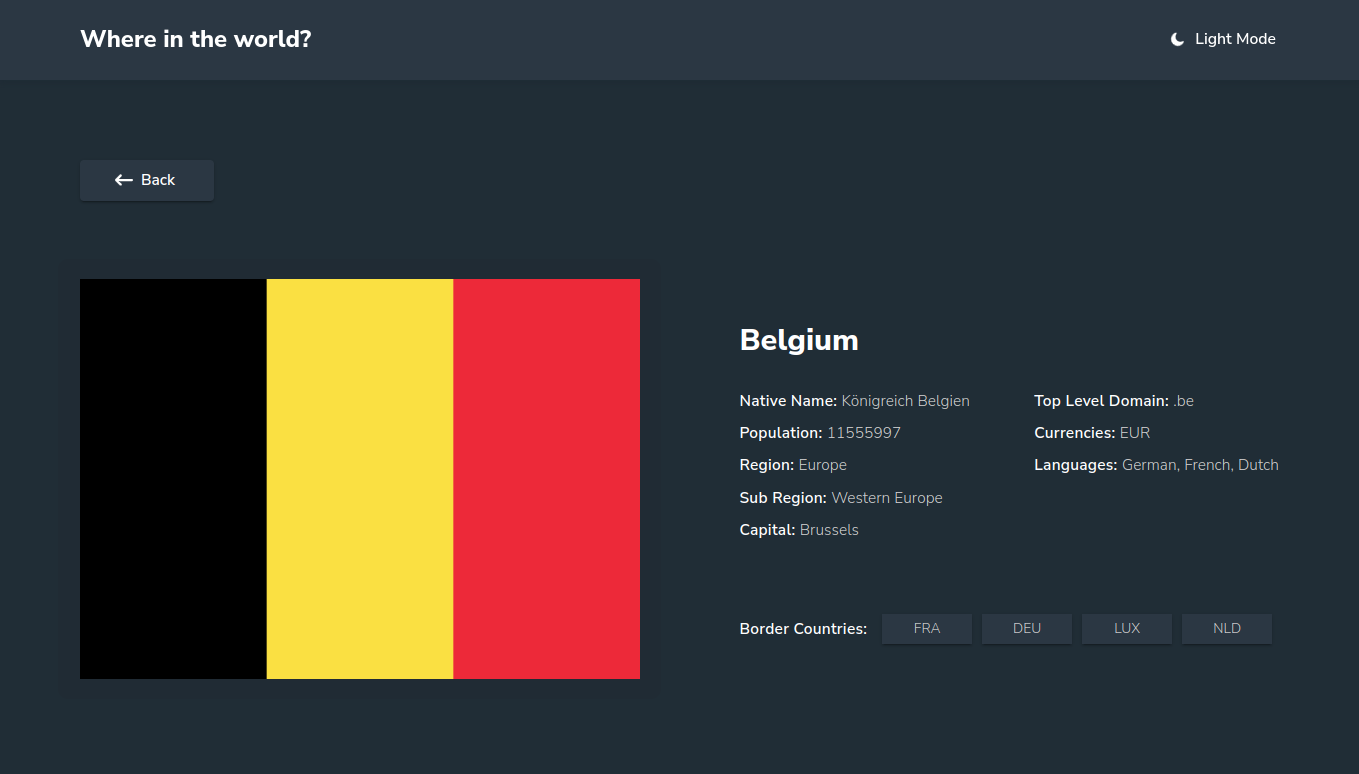 Where in the world?
Light Mode
Back
Belgium
Native Name: Königreich Belgien
Population: 11555997
Region: Europe
Sub Region: Western Europe
Capital: Brussels
Top Level Domain: .be
Currencies: EUR
Languages: German, French, Dutch
Border Countries: FRA DEU LUX NLD